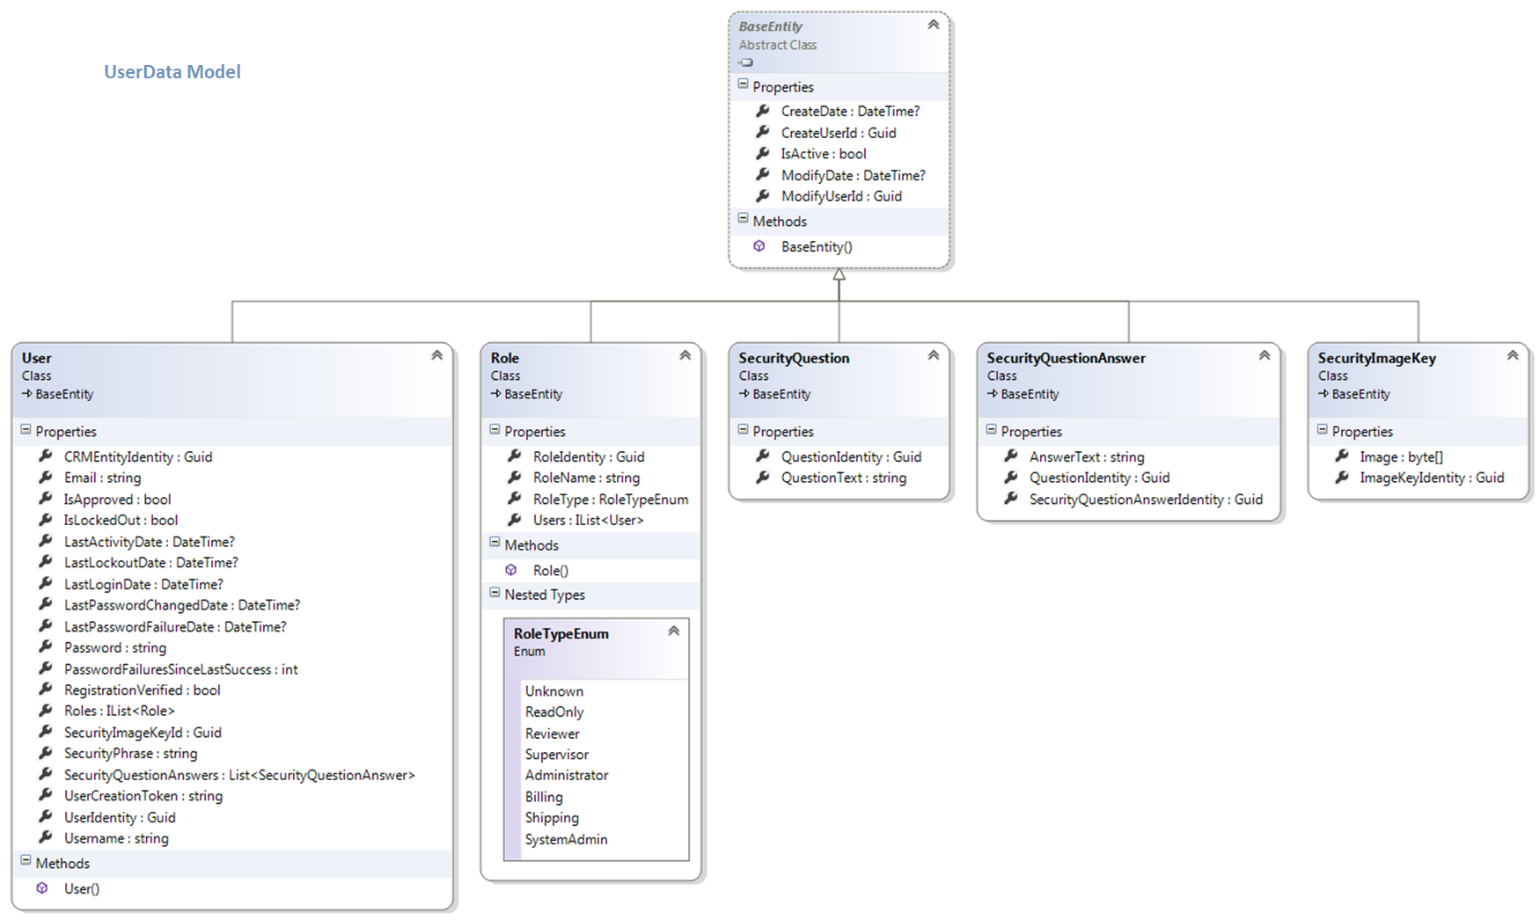 UserData Model
BaseEntity
Abstract Class
Properties
CreateDate : DateTime?
CreateUserId : Guid
IsActive : bool
ModifyDate : DateTime?
ModifyUserId : Guid
Methods
BaseEntity()
User
Class
BaseEntity
Properties
CRMEntityIdentity : Guid
Email : string
IsApproved : bool
IsLockedOut : bool
LastActivityDate : DateTime?
LastLockoutDate : DateTime?
LastLoginDate : DateTime?
LastPasswordChangedDate : DateTime?
LastPasswordFailureDate : DateTime?
Password : string
PasswordFailuresSinceLastSuccess : int
RegistrationVerified : bool
Roles : IList<Role>
SecurityImageKeyId : Guid
SecurityPhrase : string
SecurityQuestionAnswers : List<SecurityQuestionAnswer>
UserCreationToken : string
UserIdentity : Guid
Username : string
Methods
User()
Role
Class
BaseEntity
Properties
RoleIdentity : Guid
RoleName : string
RoleType : RoleTypeEnum
Users : IList<User>
Methods
Role()
Nested Types
RoleTypeEnum
Enum
Unknown
ReadOnly
Reviewer
Supervisor
Administrator
Billing
Shipping
SystemAdmin
SecurityQuestion
Class
BaseEntity
Properties
QuestionIdentity : Guid
QuestionText : string
SecurityQuestionAnswer
Class
BaseEntity
Properties
AnswerText : string
QuestionIdentity : Guid
SecurityQuestionAnswerIdentity : Guid
SecurityImageKey
Class
BaseEntity
Properties
Image : byte[]
ImageKeyIdentity : Guid